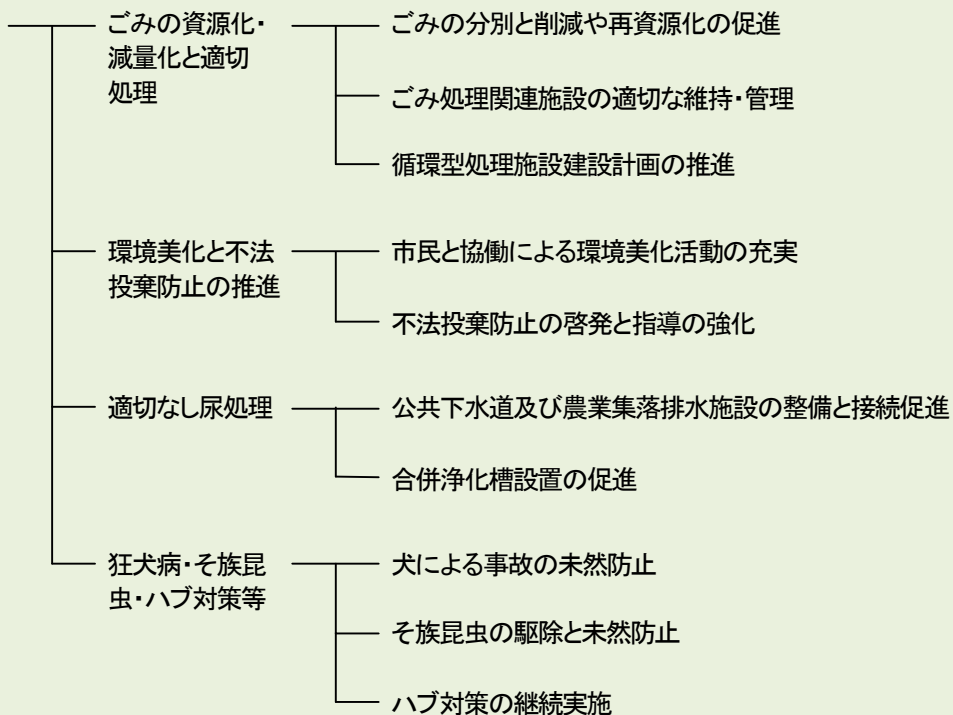 ごみの資源化・
減量化と適切
処理
ごみの分別と削減や再資源化の促進
ごみ処理関連施設の適切な維持・管理
循環型処理施設建設計画の推進
環境美化と不法
投棄防止の推進
市民と協働による環境美化活動の充実
不法投棄防止の啓発と指導の強化
適切なし尿処理
公共下水道及び農業集落排水施設の整備と接続促進
合併浄化槽設置の促進
狂犬病・そ族昆
虫・ハブ対策等
犬による事故の未然防止
そ族昆虫の駆除と未然防止
ハブ対策の継続実施